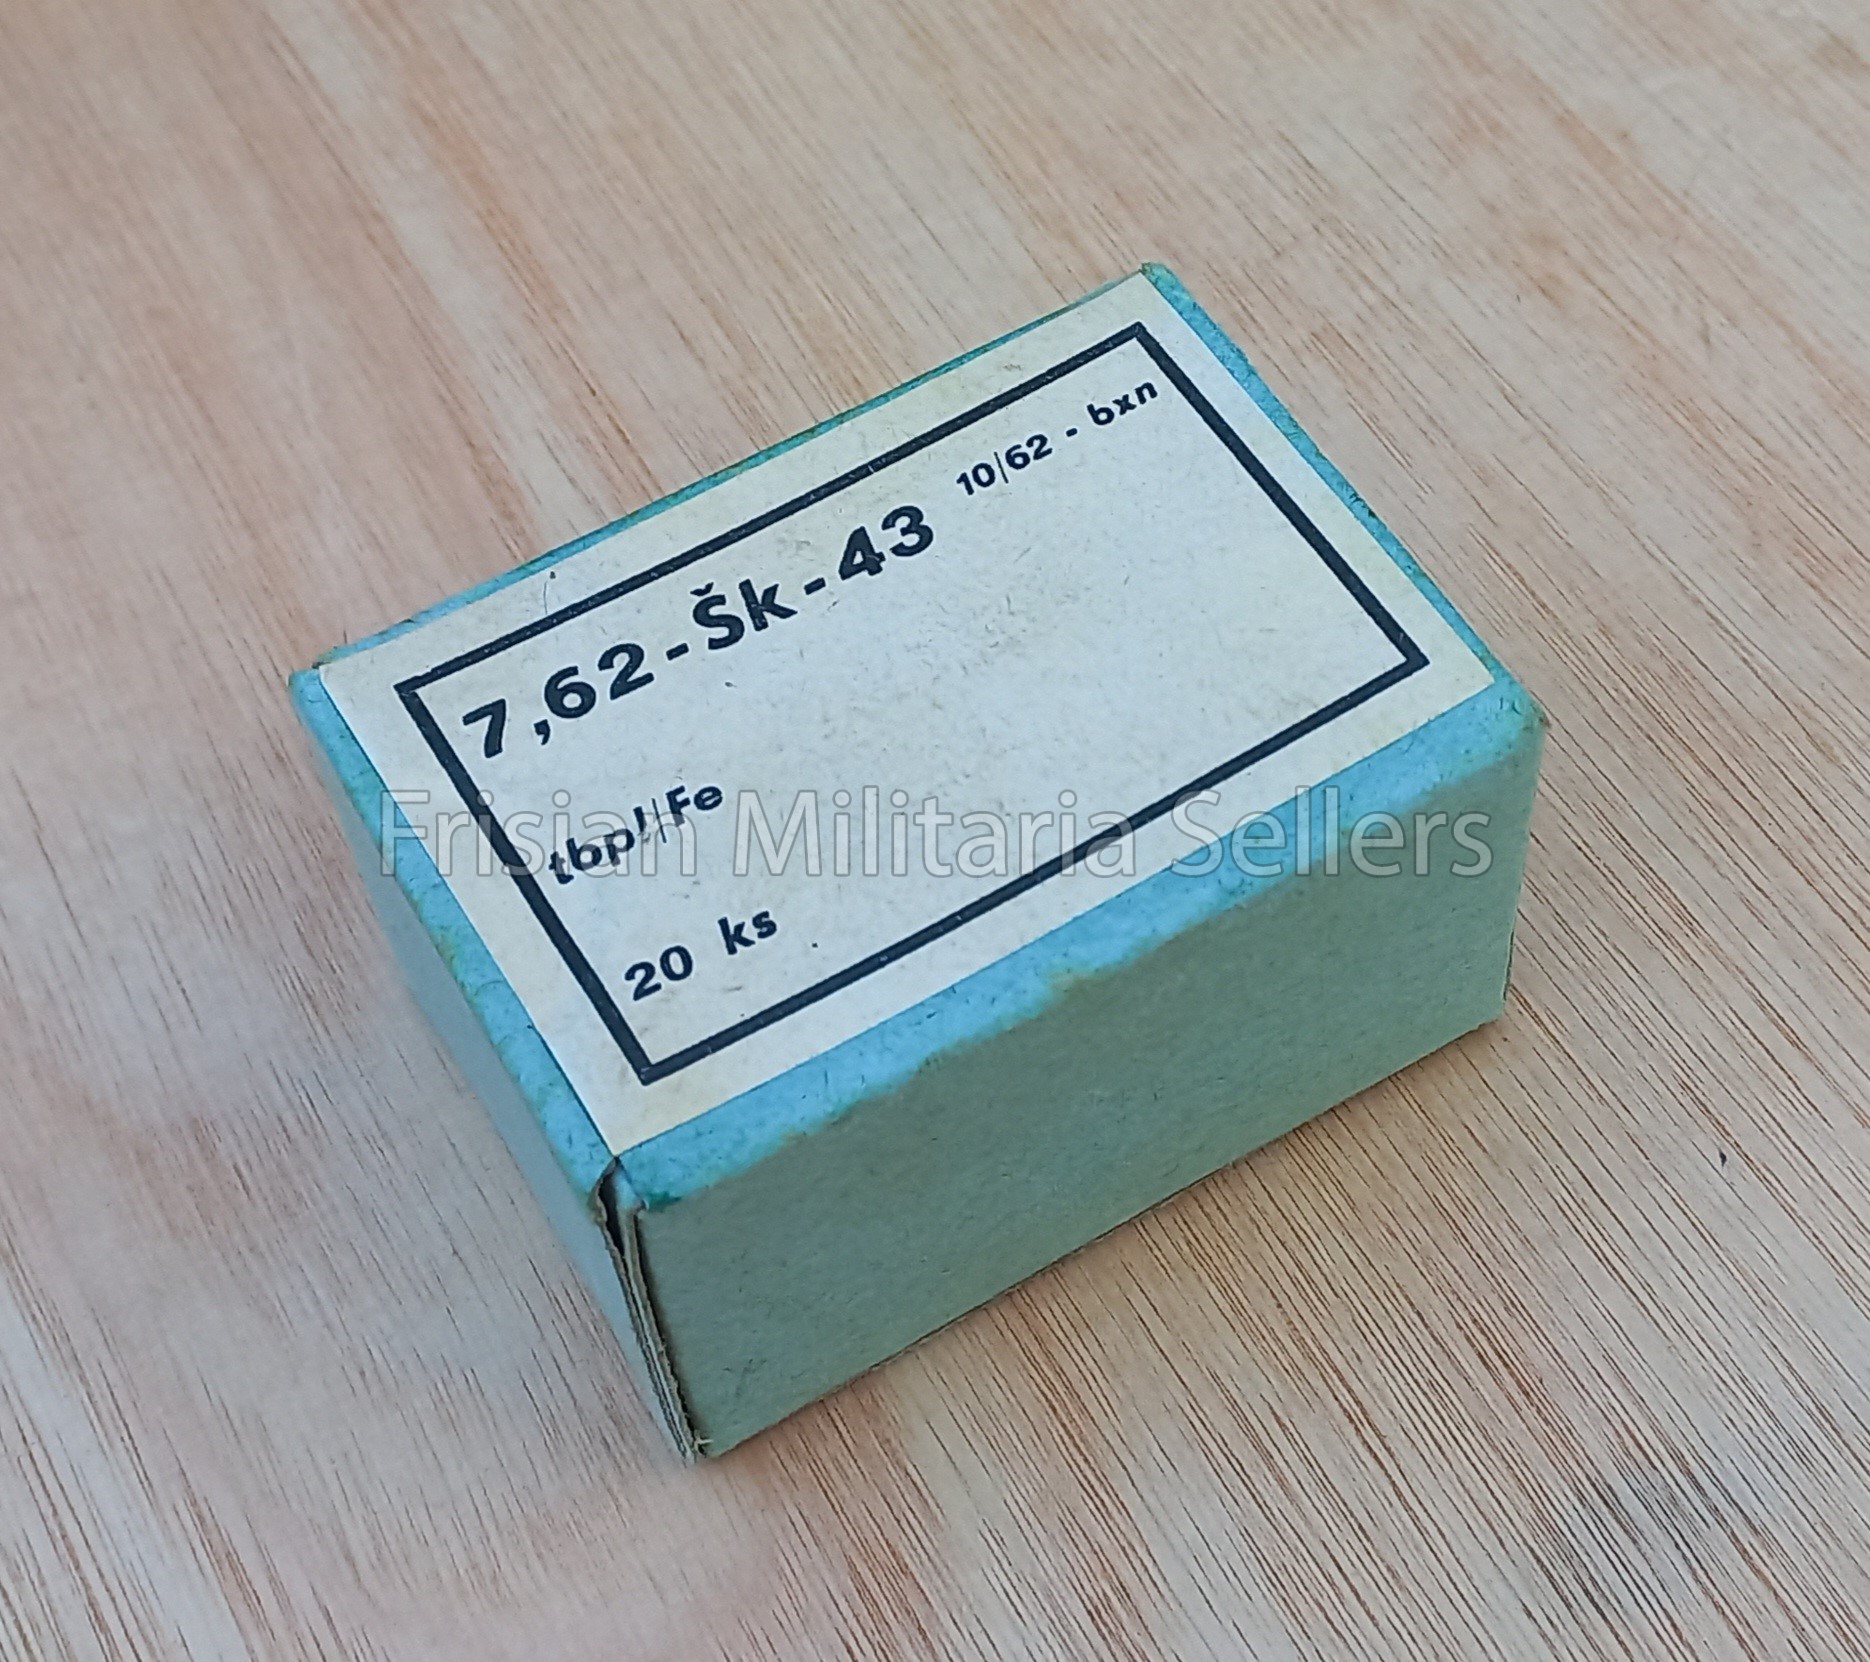 7,62-Šk-43 10/62 - bxn
tbpl/Fe
20 ks
Frisian Militaria Sellers